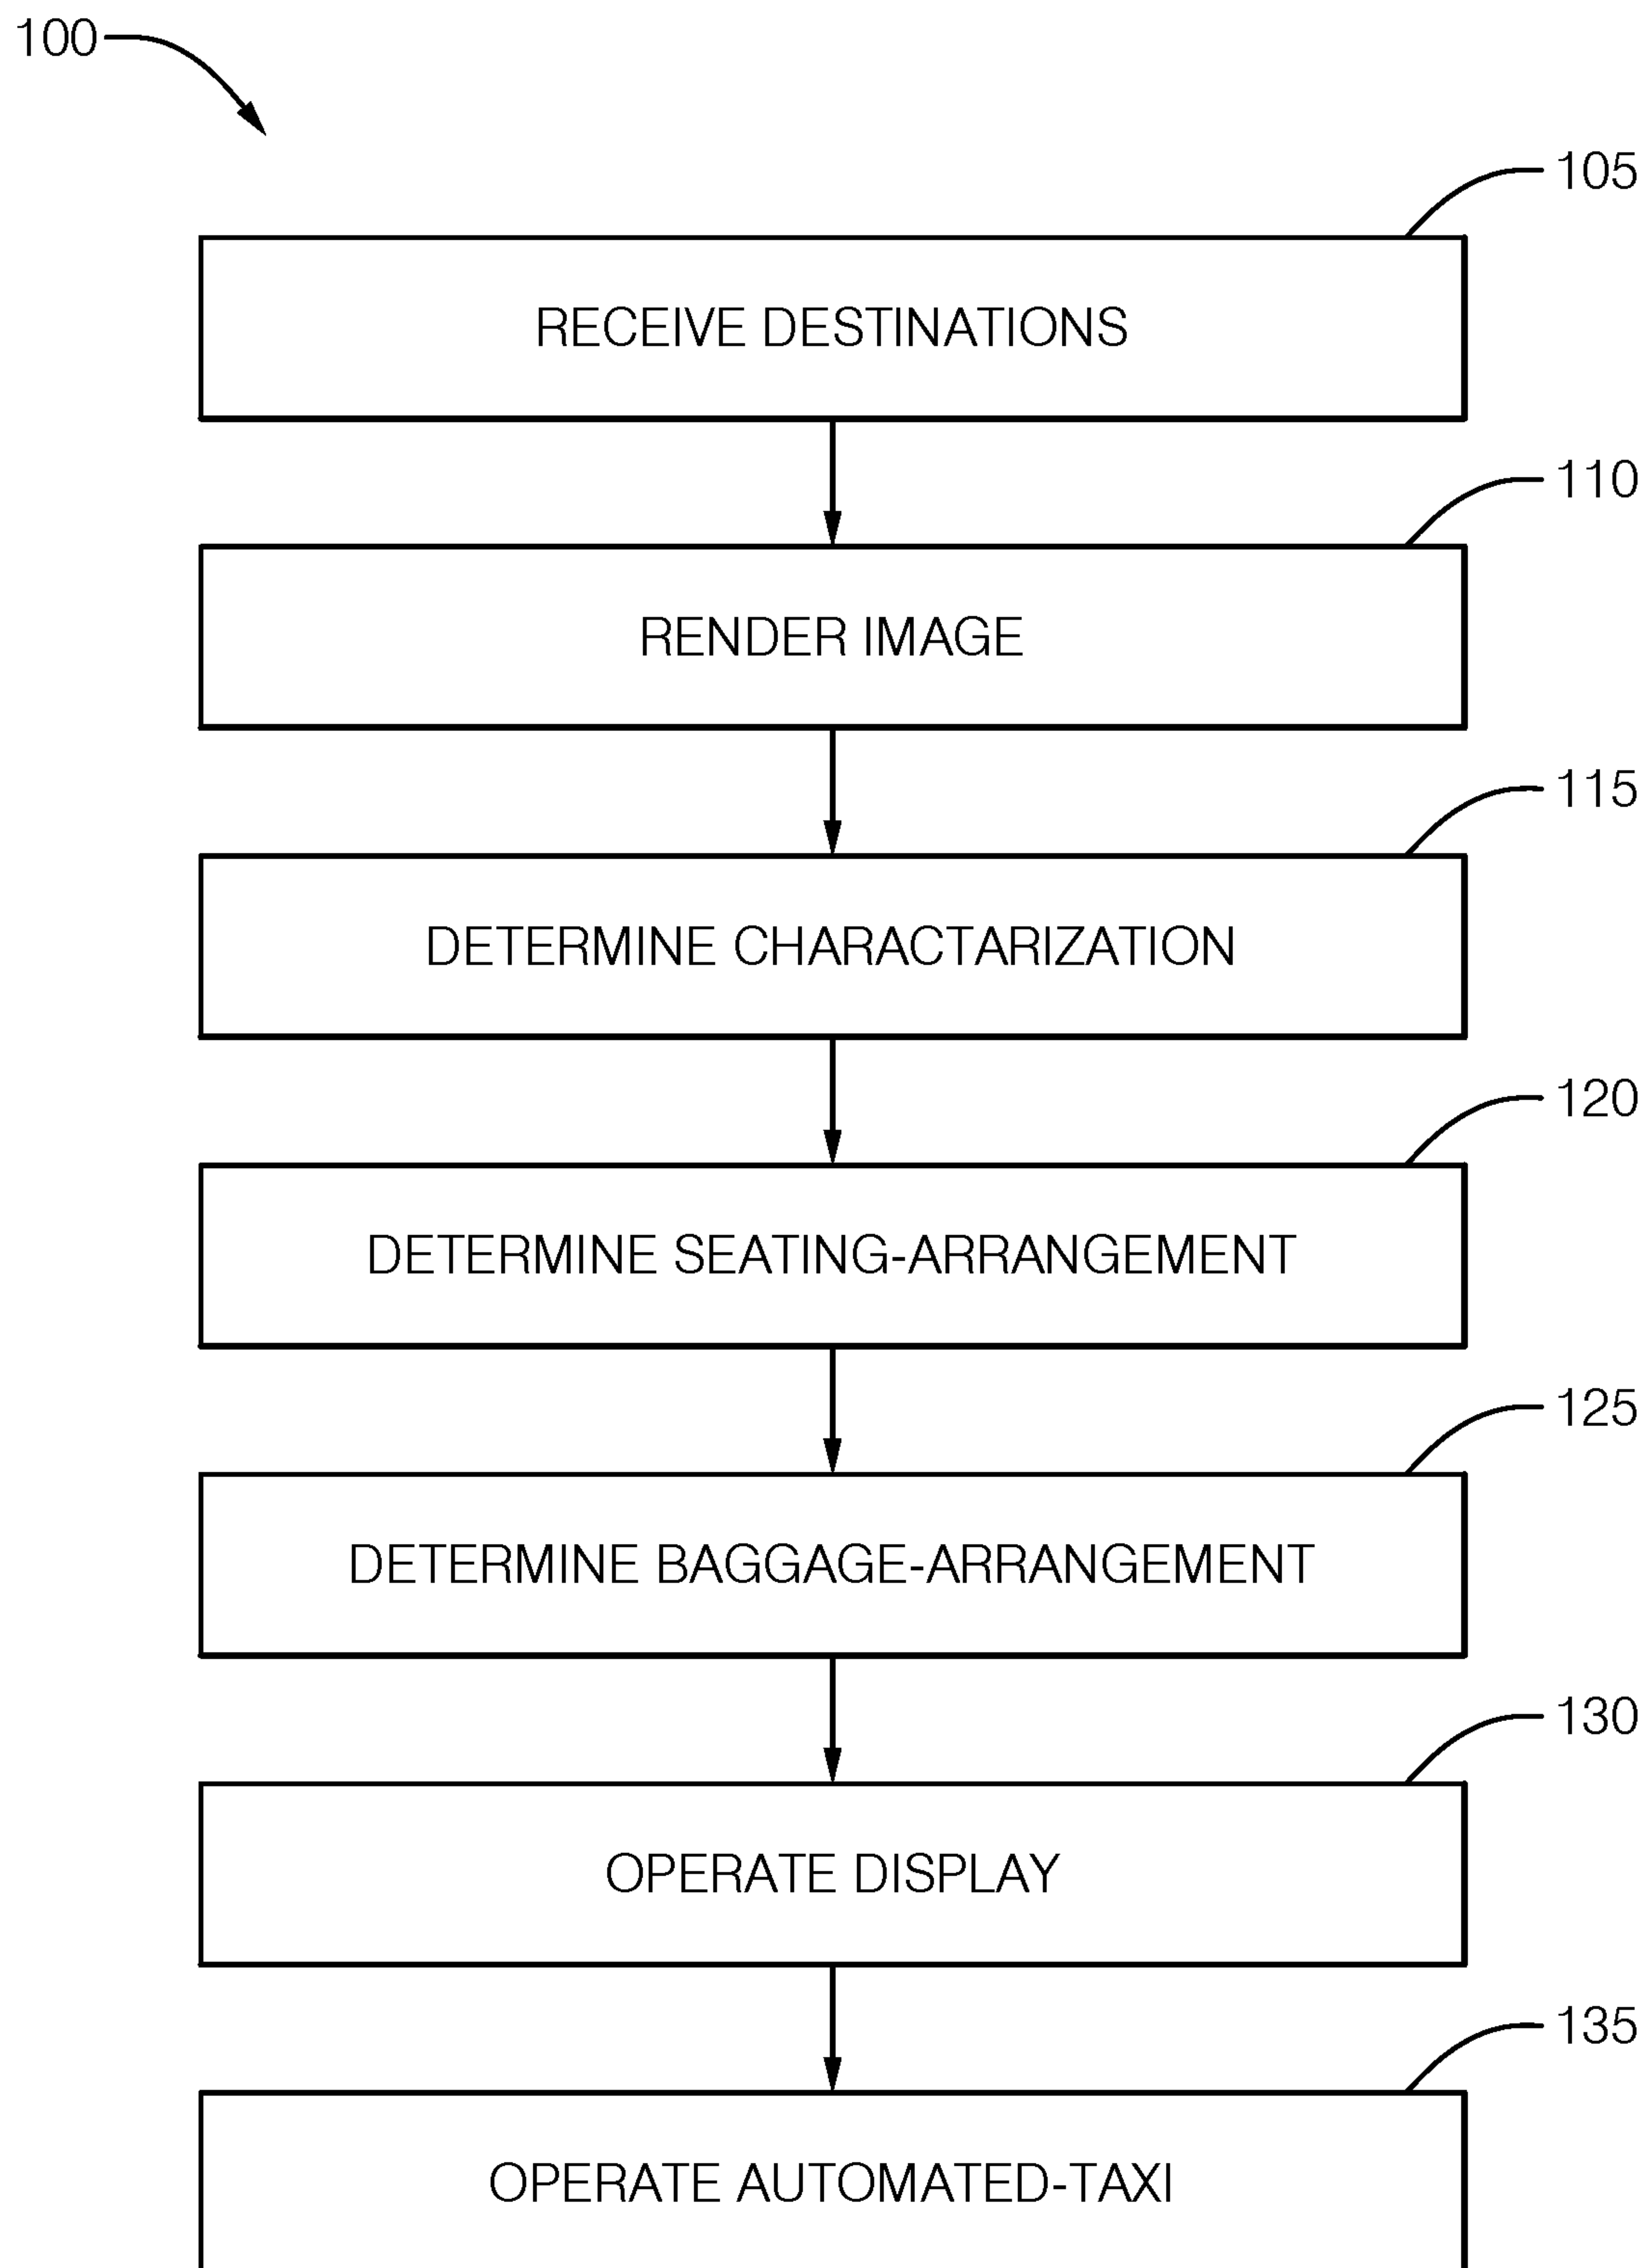 100
105
RECEIVE DESTINATIONS
110
RENDER IMAGE
115
DETERMINE CHARACTARIZATION
120
DETERMINE SEATING-ARRANGEMENT
125
DETERMINE BAGGAGE-ARRANGEMENT
130
OPERATE DISPLAY
135
OPERATE AUTOMATED-TAXI